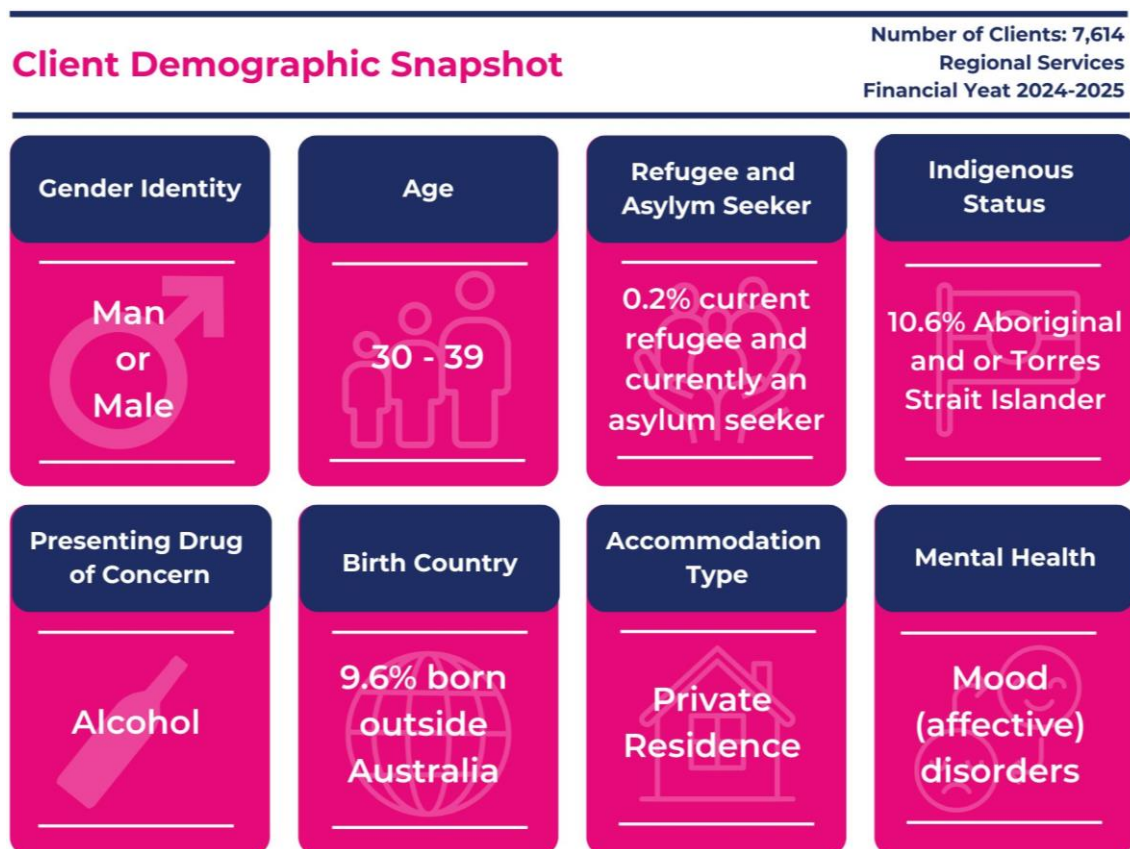 Client Demographic Snapshot
Number of Clients: 7,614
Regional Services
Financial Yeat 2024-2025
Gender Identity
Man
or
Male
Age
30 - 39
Refugee and
Asylym Seeker
0.2% current
refugee and
currently an
asylum seeker
Indigenous
Status
10.6% Aboriginal
and or Torres
Strait Islander
Presenting Drug
of Concern
Alcohol
Birth Country
9.6% born
outside
Australia
Accommodation
Type
Private
Residence
Mental Health
Mood
(affective)
disorders